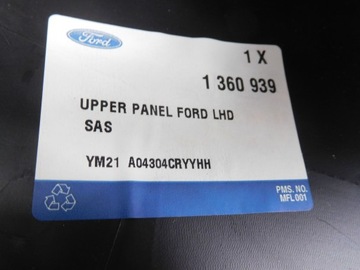 Ford
1 X
1 360 939
UPPER PANEL FORD LHD
SAS
YM21 A04304CRYYHH
PMS. NO.
MFL001